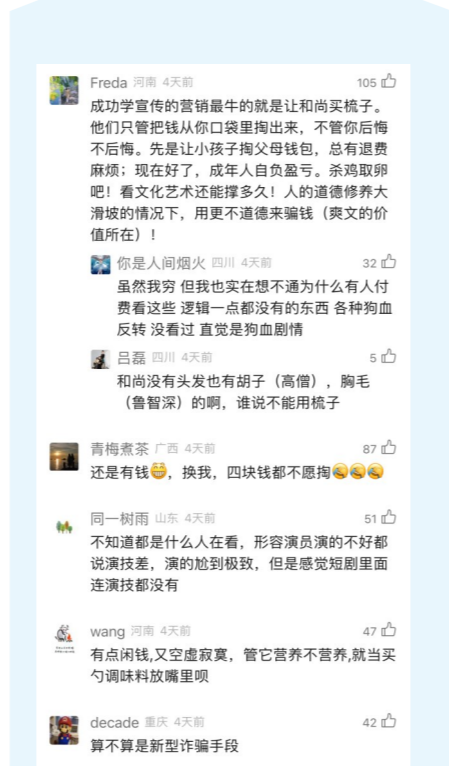 Freda 河南 4天前 105
成功学宣传的营销最牛的就是让和尚买梳子。
他们只管把钱从你口袋里掏出来，不管你后悔
不后悔。先是让小孩子掏父母钱包，总有退费
麻烦；现在好了，成年人自负盈亏。杀鸡取卵
吧！看文化艺术还能撑多久！人的道德修养大
滑坡的情况下，用更不道德来骗钱（爽文的价
值所在）！
你是人间烟火 四川 4天前 32
虽然我穷 但我也实在想不通为什么有人付
费看这些 逻辑一点都没有的东西 各种狗血
反转 没看过 直觉是狗血剧情
吕磊 四川 4天前 5
和尚没有头发也有胡子（高僧），胸毛
（鲁智深）的啊，谁说不能用梳子
青梅煮茶 广西 4天前 87
还是有钱😁，换我，四块钱都不愿掏🤣🤣🤣
同一树雨 山东 4天前 51
不知道都是什么人在看，形容演员演的不好都
说演技差，演的尬到极致，但是感觉短剧里面
连演技都没有
wang 河南 4天前 47
有点闲钱,又空虚寂寞，管它营养不营养,就当买
勺调味料放嘴里呗
decade 重庆 4天前 42
算不算是新型诈骗手段